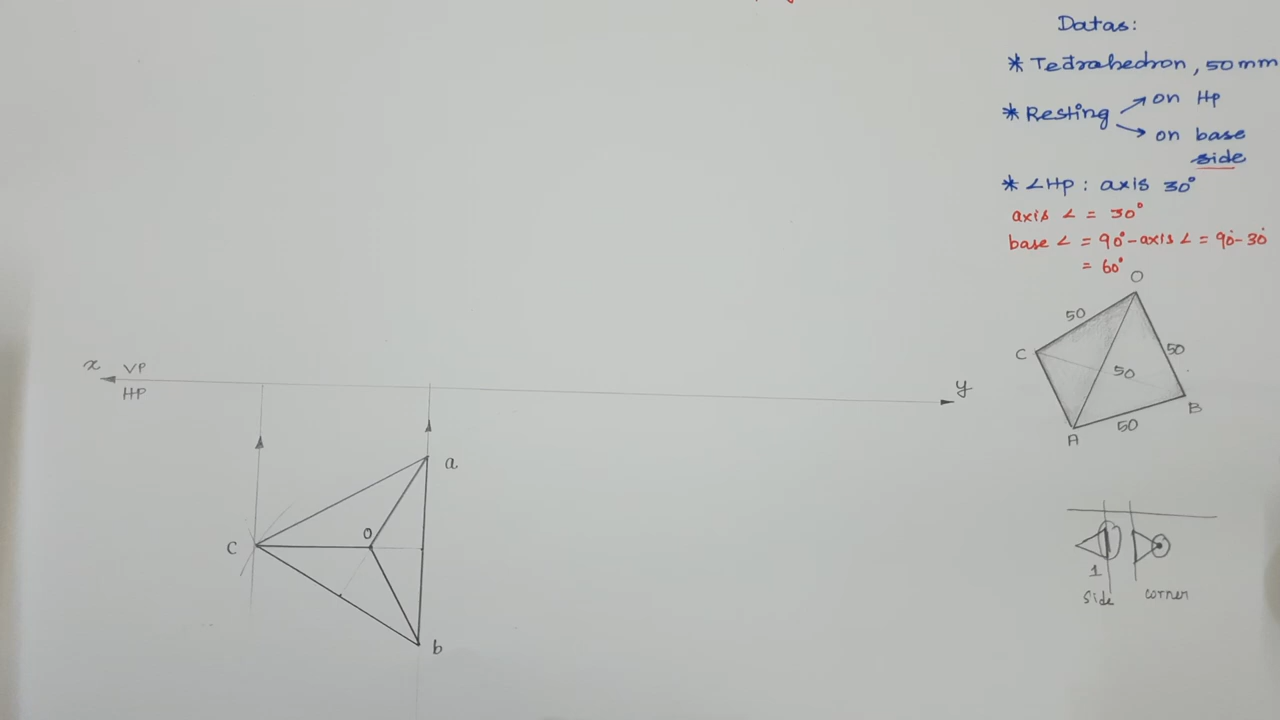 Datas:
* Tedrahedron, 50mm
* Resting → on Hp
→ on base
side
* ∠Hp: axis 30°
axis ∠ = 30°
base ∠ = 90° - axis ∠ = 90° - 30°
= 60°
O
50
C
50
50
B
50
A
x
VP
HP
y
a
O
C
b
1
side
corner